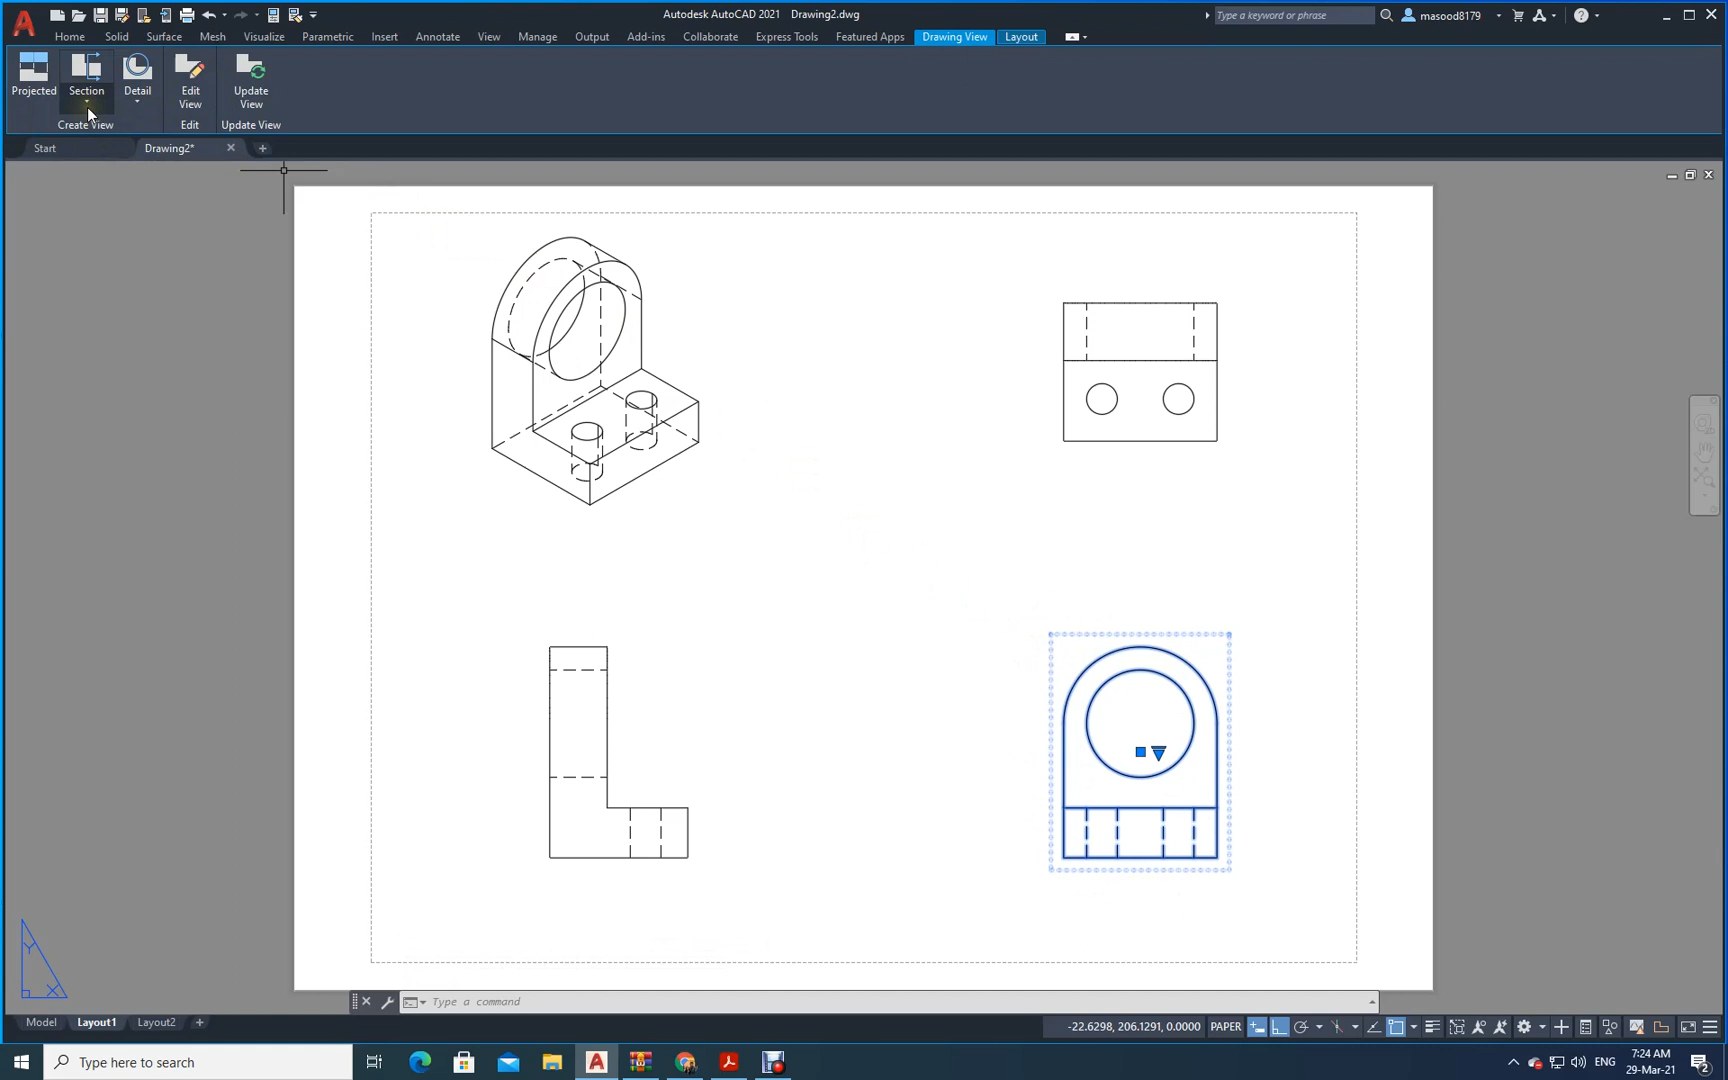 Autodesk AutoCAD 2021 Drawing2.dwg
Type a keyword or phrase
masood8179
Home Solid Surface Mesh Visualize Parametric Insert Annotate View Manage Output Add-ins Collaborate Express Tools Featured Apps Drawing View Layout
Projected Section Detail Edit View Update View
Create View Edit Update View
Start Drawing2*
Y
X
Type a command
Model Layout1 Layout2
-22.6298, 206.1291, 0.0000 PAPER
Type here to search
ENG
7:24 AM
29-Mar-21
2